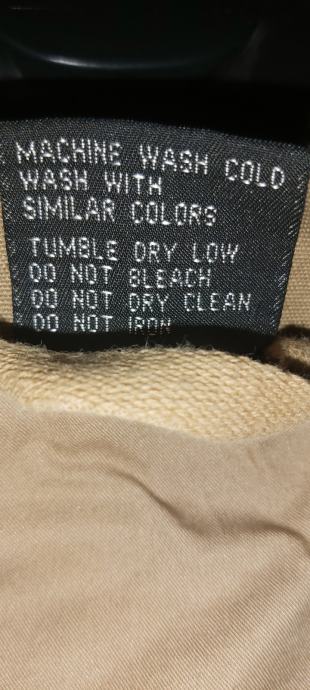 MACHINE WASH COLD
WASH WITH
SIMILAR COLORS
TUMBLE DRY LOW
DO NOT BLEACH
DO NOT DRY CLEAN
DO NOT IRON